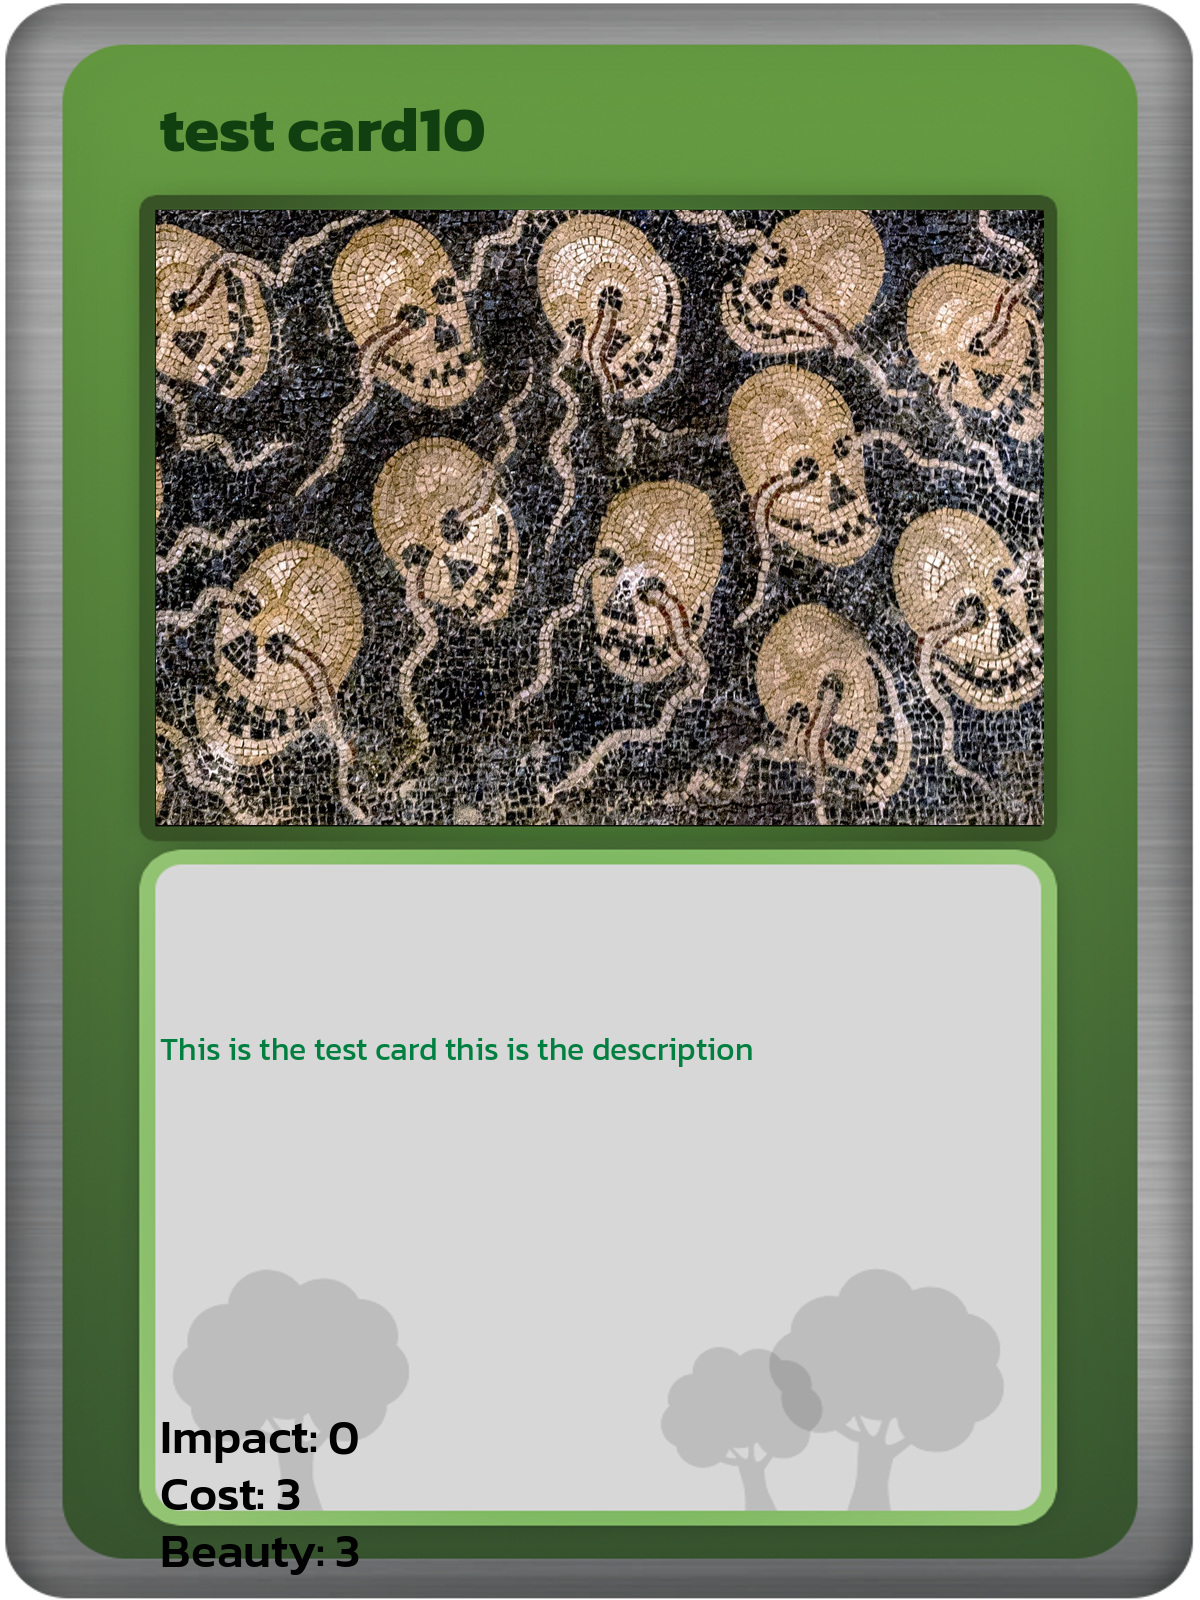 test card10
This is the test card this is the description
Impact: 0
Cost: 3
Beauty: 3